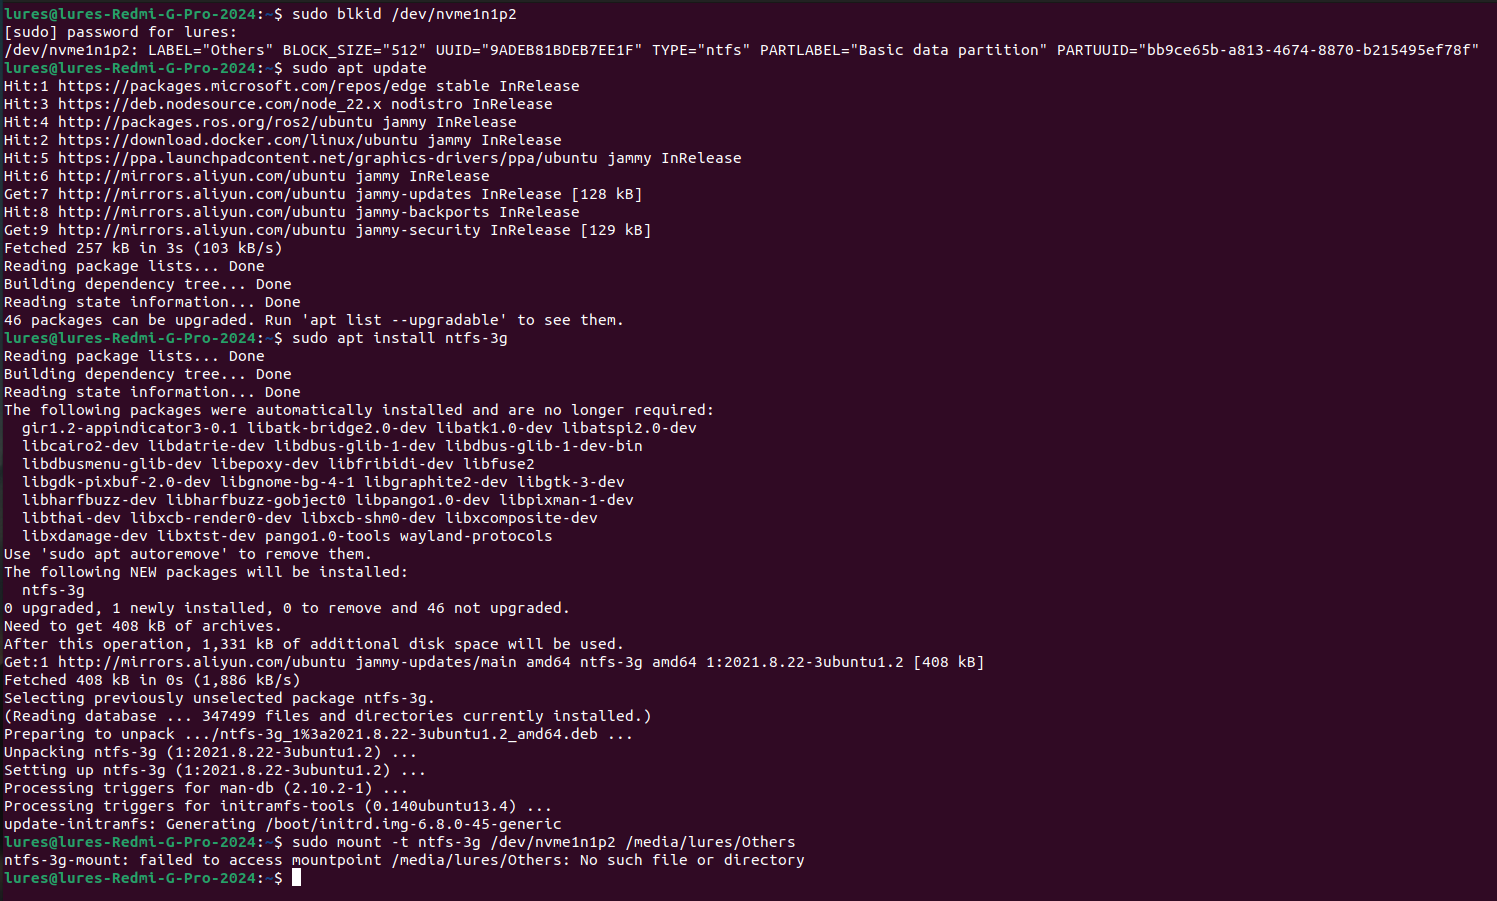 lures@lures-Redmi-G-Pro-2024:~$ sudo blkid /dev/nvme1n1p2
[sudo] password for lures:
/dev/nvme1n1p2: LABEL="Others" BLOCK_SIZE="512" UUID="9ADEB81BDEB7EE1F" TYPE="ntfs" PARTLABEL="Basic data partition" PARTUUID="bb9ce65b-a813-4674-8870-b215495ef78f"
lures@lures-Redmi-G-Pro-2024:~$ sudo apt update
Hit:1 https://packages.microsoft.com/repos/edge stable InRelease
Hit:3 https://deb.nodesource.com/node_22.x nodistro InRelease
Hit:4 http://packages.ros.org/ros2/ubuntu jammy InRelease
Hit:2 https://download.docker.com/linux/ubuntu jammy InRelease
Hit:5 https://ppa.launchpadcontent.net/graphics-drivers/ppa/ubuntu jammy InRelease
Hit:6 http://mirrors.aliyun.com/ubuntu jammy InRelease
Get:7 http://mirrors.aliyun.com/ubuntu jammy-updates InRelease [128 kB]
Hit:8 http://mirrors.aliyun.com/ubuntu jammy-backports InRelease
Get:9 http://mirrors.aliyun.com/ubuntu jammy-security InRelease [129 kB]
Fetched 257 kB in 3s (103 kB/s)
Reading package lists... Done
Building dependency tree... Done
Reading state information... Done
46 packages can be upgraded. Run 'apt list --upgradable' to see them.
lures@lures-Redmi-G-Pro-2024:~$ sudo apt install ntfs-3g
Reading package lists... Done
Building dependency tree... Done
Reading state information... Done
The following packages were automatically installed and are no longer required:
  gir1.2-appindicator3-0.1 libatk-bridge2.0-dev libatk1.0-dev libatspi2.0-dev
  libcairo2-dev libdatrie-dev libdbus-glib-1-dev libdbus-glib-1-dev-bin
  libdbusmenu-glib-dev libepoxy-dev libfribidi-dev libfuse2
  libgdk-pixbuf-2.0-dev libgnome-bg-4-1 libgraphite2-dev libgtk-3-dev
  libharfbuzz-dev libharfbuzz-gobject0 libpango1.0-dev libpixman-1-dev
  libthai-dev libxcb-render0-dev libxcb-shm0-dev libxcomposite-dev
  libxdamage-dev libxtst-dev pango1.0-tools wayland-protocols
Use 'sudo apt autoremove' to remove them.
The following NEW packages will be installed:
  ntfs-3g
0 upgraded, 1 newly installed, 0 to remove and 46 not upgraded.
Need to get 408 kB of archives.
After this operation, 1,331 kB of additional disk space will be used.
Get:1 http://mirrors.aliyun.com/ubuntu jammy-updates/main amd64 ntfs-3g amd64 1:2021.8.22-3ubuntu1.2 [408 kB]
Fetched 408 kB in 0s (1,886 kB/s)
Selecting previously unselected package ntfs-3g.
(Reading database ... 347499 files and directories currently installed.)
Preparing to unpack .../ntfs-3g_1%3a2021.8.22-3ubuntu1.2_amd64.deb ...
Unpacking ntfs-3g (1:2021.8.22-3ubuntu1.2) ...
Setting up ntfs-3g (1:2021.8.22-3ubuntu1.2) ...
Processing triggers for man-db (2.10.2-1) ...
Processing triggers for initramfs-tools (0.140ubuntu13.4) ...
update-initramfs: Generating /boot/initrd.img-6.8.0-45-generic
lures@lures-Redmi-G-Pro-2024:~$ sudo mount -t ntfs-3g /dev/nvme1n1p2 /media/lures/Others
ntfs-3g-mount: failed to access mountpoint /media/lures/Others: No such file or directory
lures@lures-Redmi-G-Pro-2024:~$